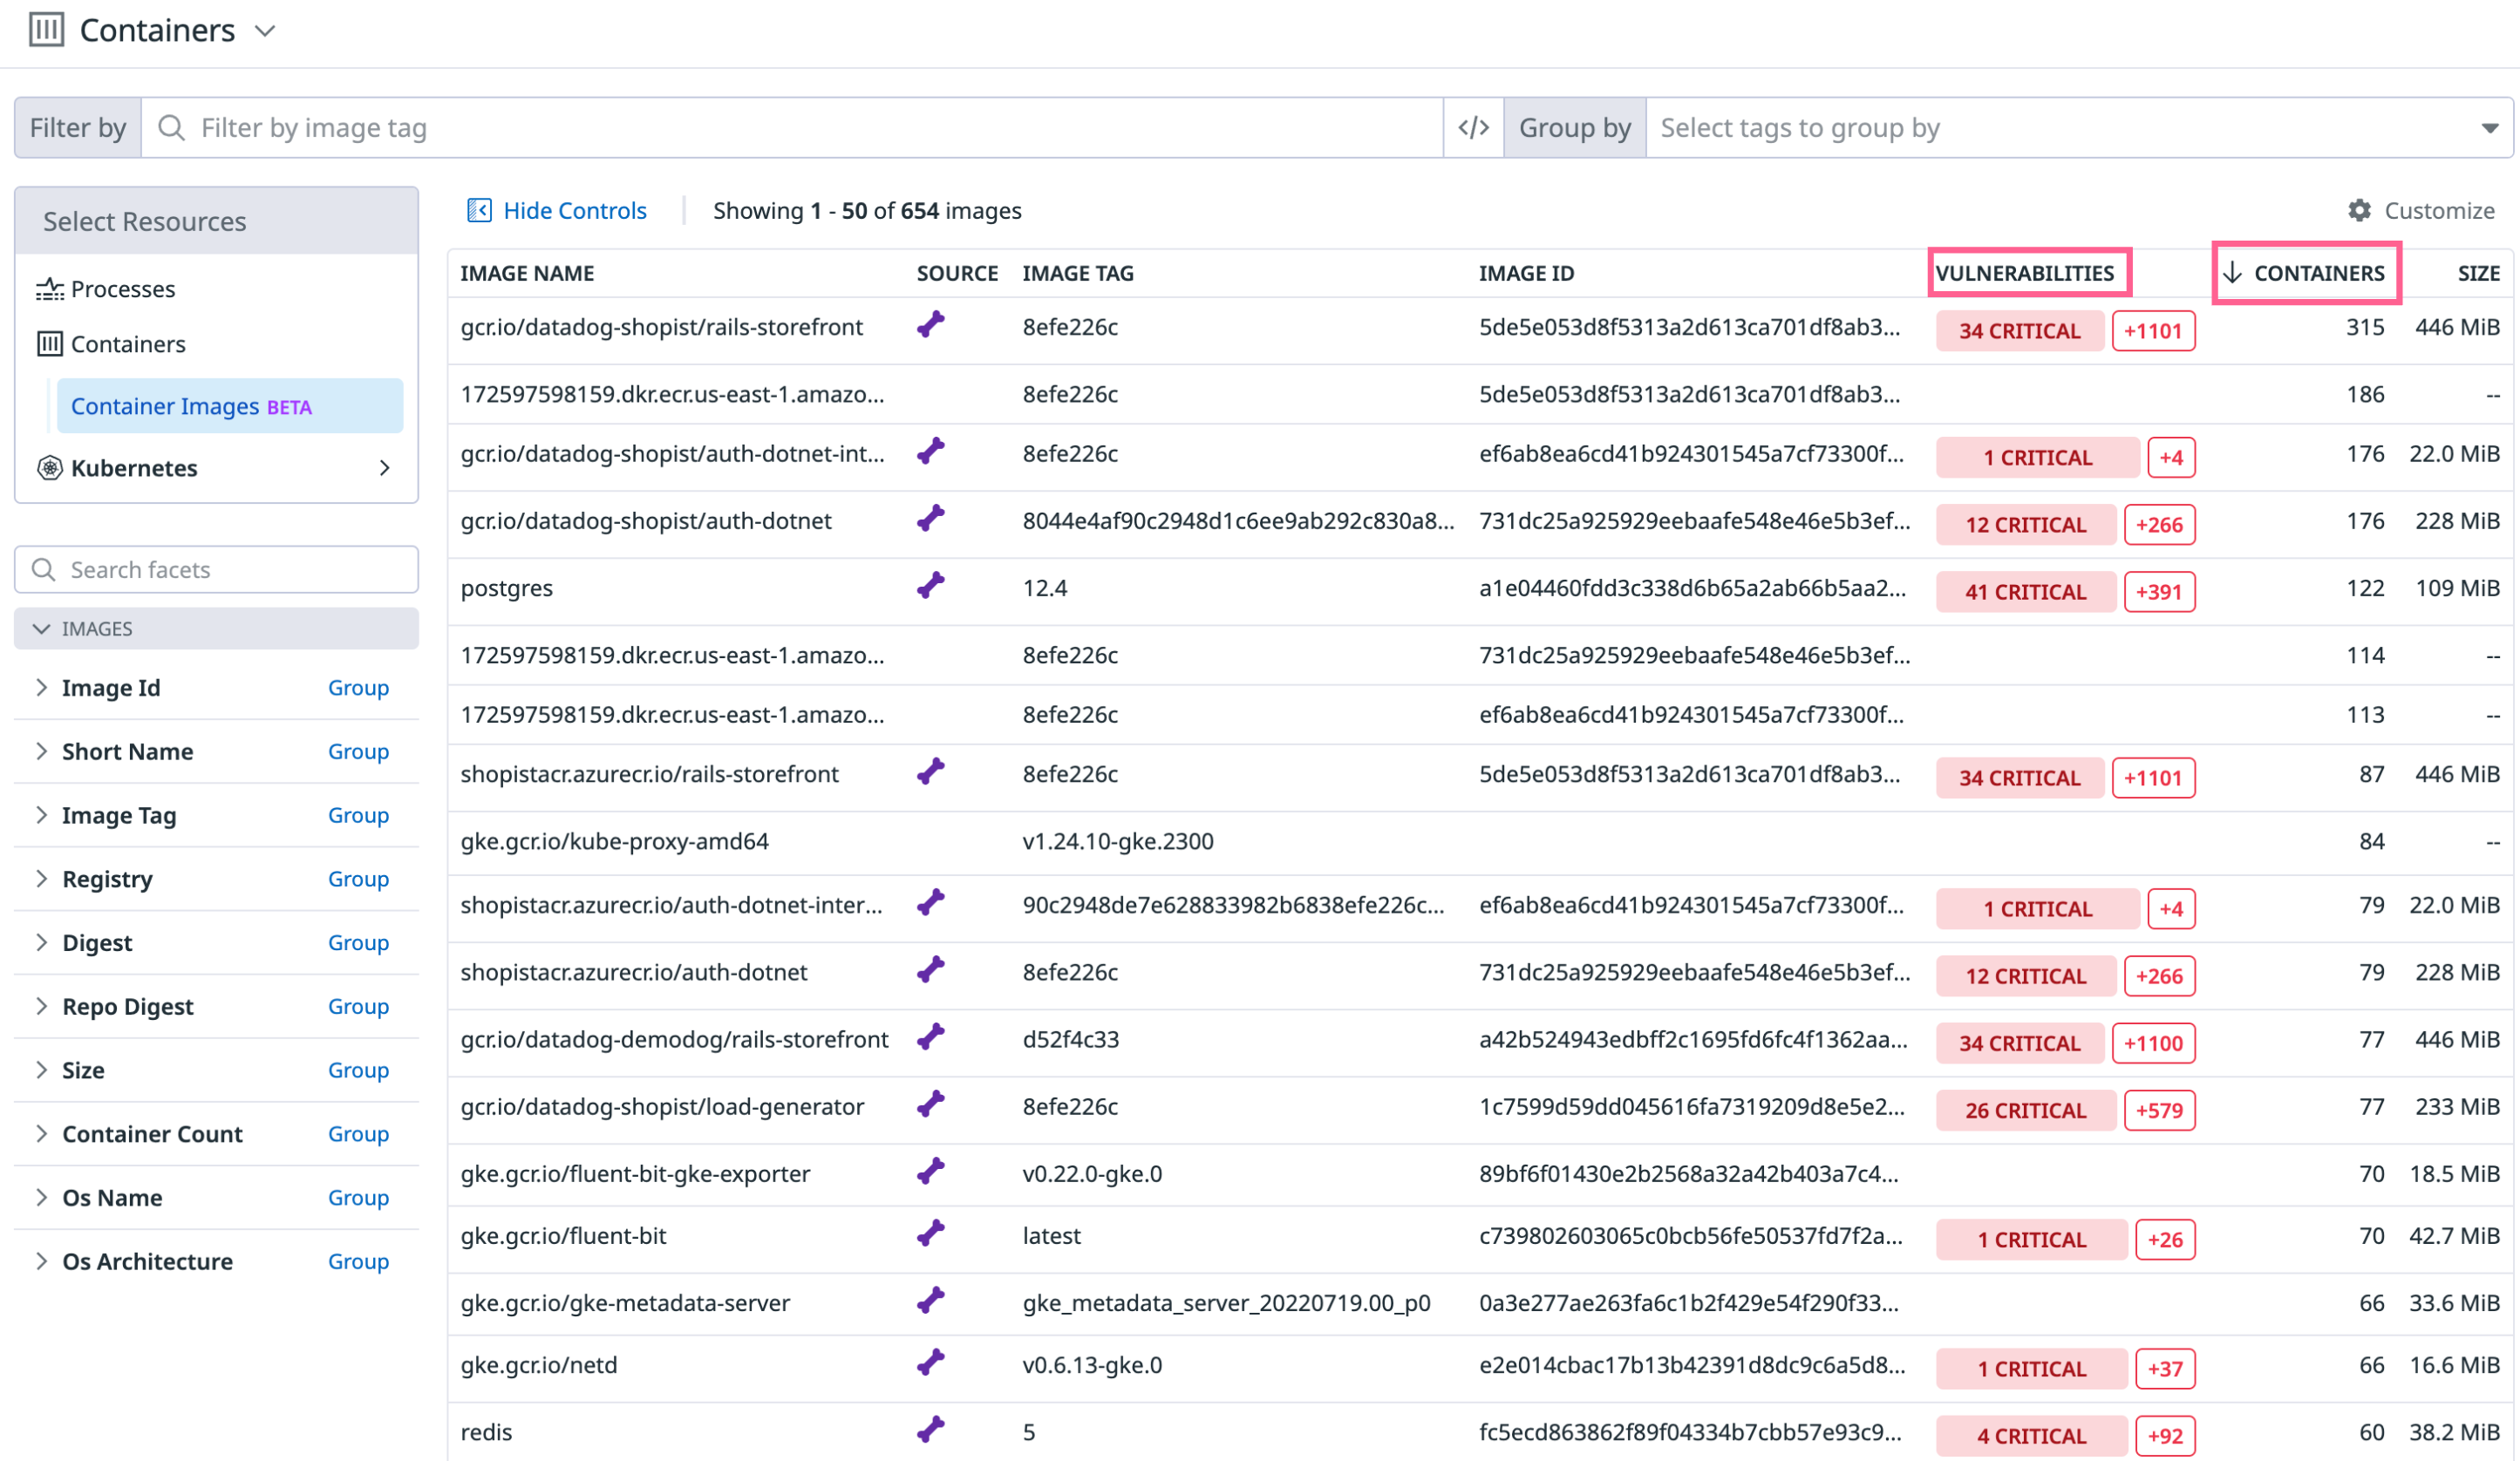 Containers
Filter by Filter by image tag </> Group by Select tags to group by
Select Resources
Processes
Containers
Container Images BETA
Kubernetes
Search facets
IMAGES
Image Id Group
Short Name Group
Image Tag Group
Registry Group
Digest Group
Repo Digest Group
Size Group
Container Count Group
Os Name Group
Os Architecture Group
Hide Controls Showing 1 - 50 of 654 images Customize
IMAGE NAME SOURCE IMAGE TAG IMAGE ID VULNERABILITIES ↓ CONTAINERS SIZE
gcr.io/datadog-shopist/rails-storefront 8efe226c 5de5e053d8f5313a2d613ca701df8ab3... 34 CRITICAL +1101 315 446 MiB
172597598159.dkr.ecr.us-east-1.amazo... 8efe226c 5de5e053d8f5313a2d613ca701df8ab3... 186 --
gcr.io/datadog-shopist/auth-dotnet-int... 8efe226c ef6ab8ea6cd41b924301545a7cf73300f... 1 CRITICAL +4 176 22.0 MiB
gcr.io/datadog-shopist/auth-dotnet 8044e4af90c2948d1c6ee9ab292c830a8... 731dc25a925929eebaafe548e46e5b3ef... 12 CRITICAL +266 176 228 MiB
postgres 12.4 a1e04460fdd3c338d6b65a2ab66b5aa2... 41 CRITICAL +391 122 109 MiB
172597598159.dkr.ecr.us-east-1.amazo... 8efe226c 731dc25a925929eebaafe548e46e5b3ef... 114 --
172597598159.dkr.ecr.us-east-1.amazo... 8efe226c ef6ab8ea6cd41b924301545a7cf73300f... 113 --
shopistacr.azurecr.io/rails-storefront 8efe226c 5de5e053d8f5313a2d613ca701df8ab3... 34 CRITICAL +1101 87 446 MiB
gke.gcr.io/kube-proxy-amd64 v1.24.10-gke.2300 84 --
shopistacr.azurecr.io/auth-dotnet-inter... 90c2948de7e628833982b6838efe226c... ef6ab8ea6cd41b924301545a7cf73300f... 1 CRITICAL +4 79 22.0 MiB
shopistacr.azurecr.io/auth-dotnet 8efe226c 731dc25a925929eebaafe548e46e5b3ef... 12 CRITICAL +266 79 228 MiB
gcr.io/datadog-demodog/rails-storefront d52f4c33 a42b524943edbff2c1695fd6fc4f1362aa... 34 CRITICAL +1100 77 446 MiB
gcr.io/datadog-shopist/load-generator 8efe226c 1c7599d59dd045616fa7319209d8e5e2... 26 CRITICAL +579 77 233 MiB
gke.gcr.io/fluent-bit-gke-exporter v0.22.0-gke.0 89bf6f01430e2b2568a32a42b403a7c4... 70 18.5 MiB
gke.gcr.io/fluent-bit latest c739802603065c0bcb56fe50537fd7f2a... 1 CRITICAL +26 70 42.7 MiB
gke.gcr.io/gke-metadata-server gke_metadata_server_20220719.00_p0 0a3e277ae263fa6c1b2f429e54f290f33... 66 33.6 MiB
gke.gcr.io/netd v0.6.13-gke.0 e2e014cbac17b13b42391d8dc9c6a5d8... 1 CRITICAL +37 66 16.6 MiB
redis 5 fc5ecd863862f89f04334b7cbb57e93c9... 4 CRITICAL +92 60 38.2 MiB